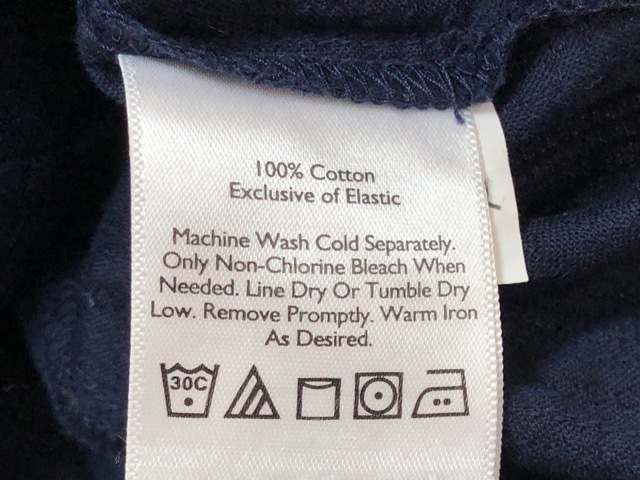 100% Cotton
Exclusive of Elastic
Machine Wash Cold Separately.
Only Non-Chlorine Bleach When
Needed. Line Dry Or Tumble Dry
Low. Remove Promptly. Warm Iron
As Desired.
30C